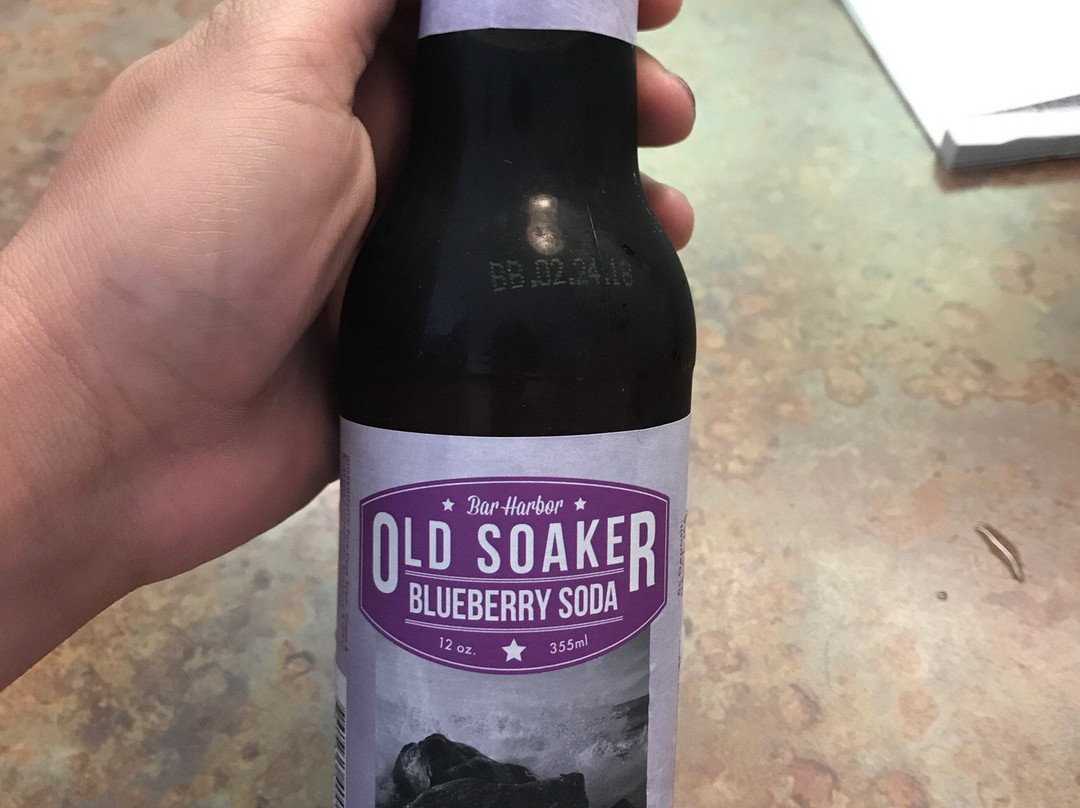 BB.02.24.18
Bar Harbor
OLD SOAKER
BLUEBERRY SODA
12 oz. 355ml